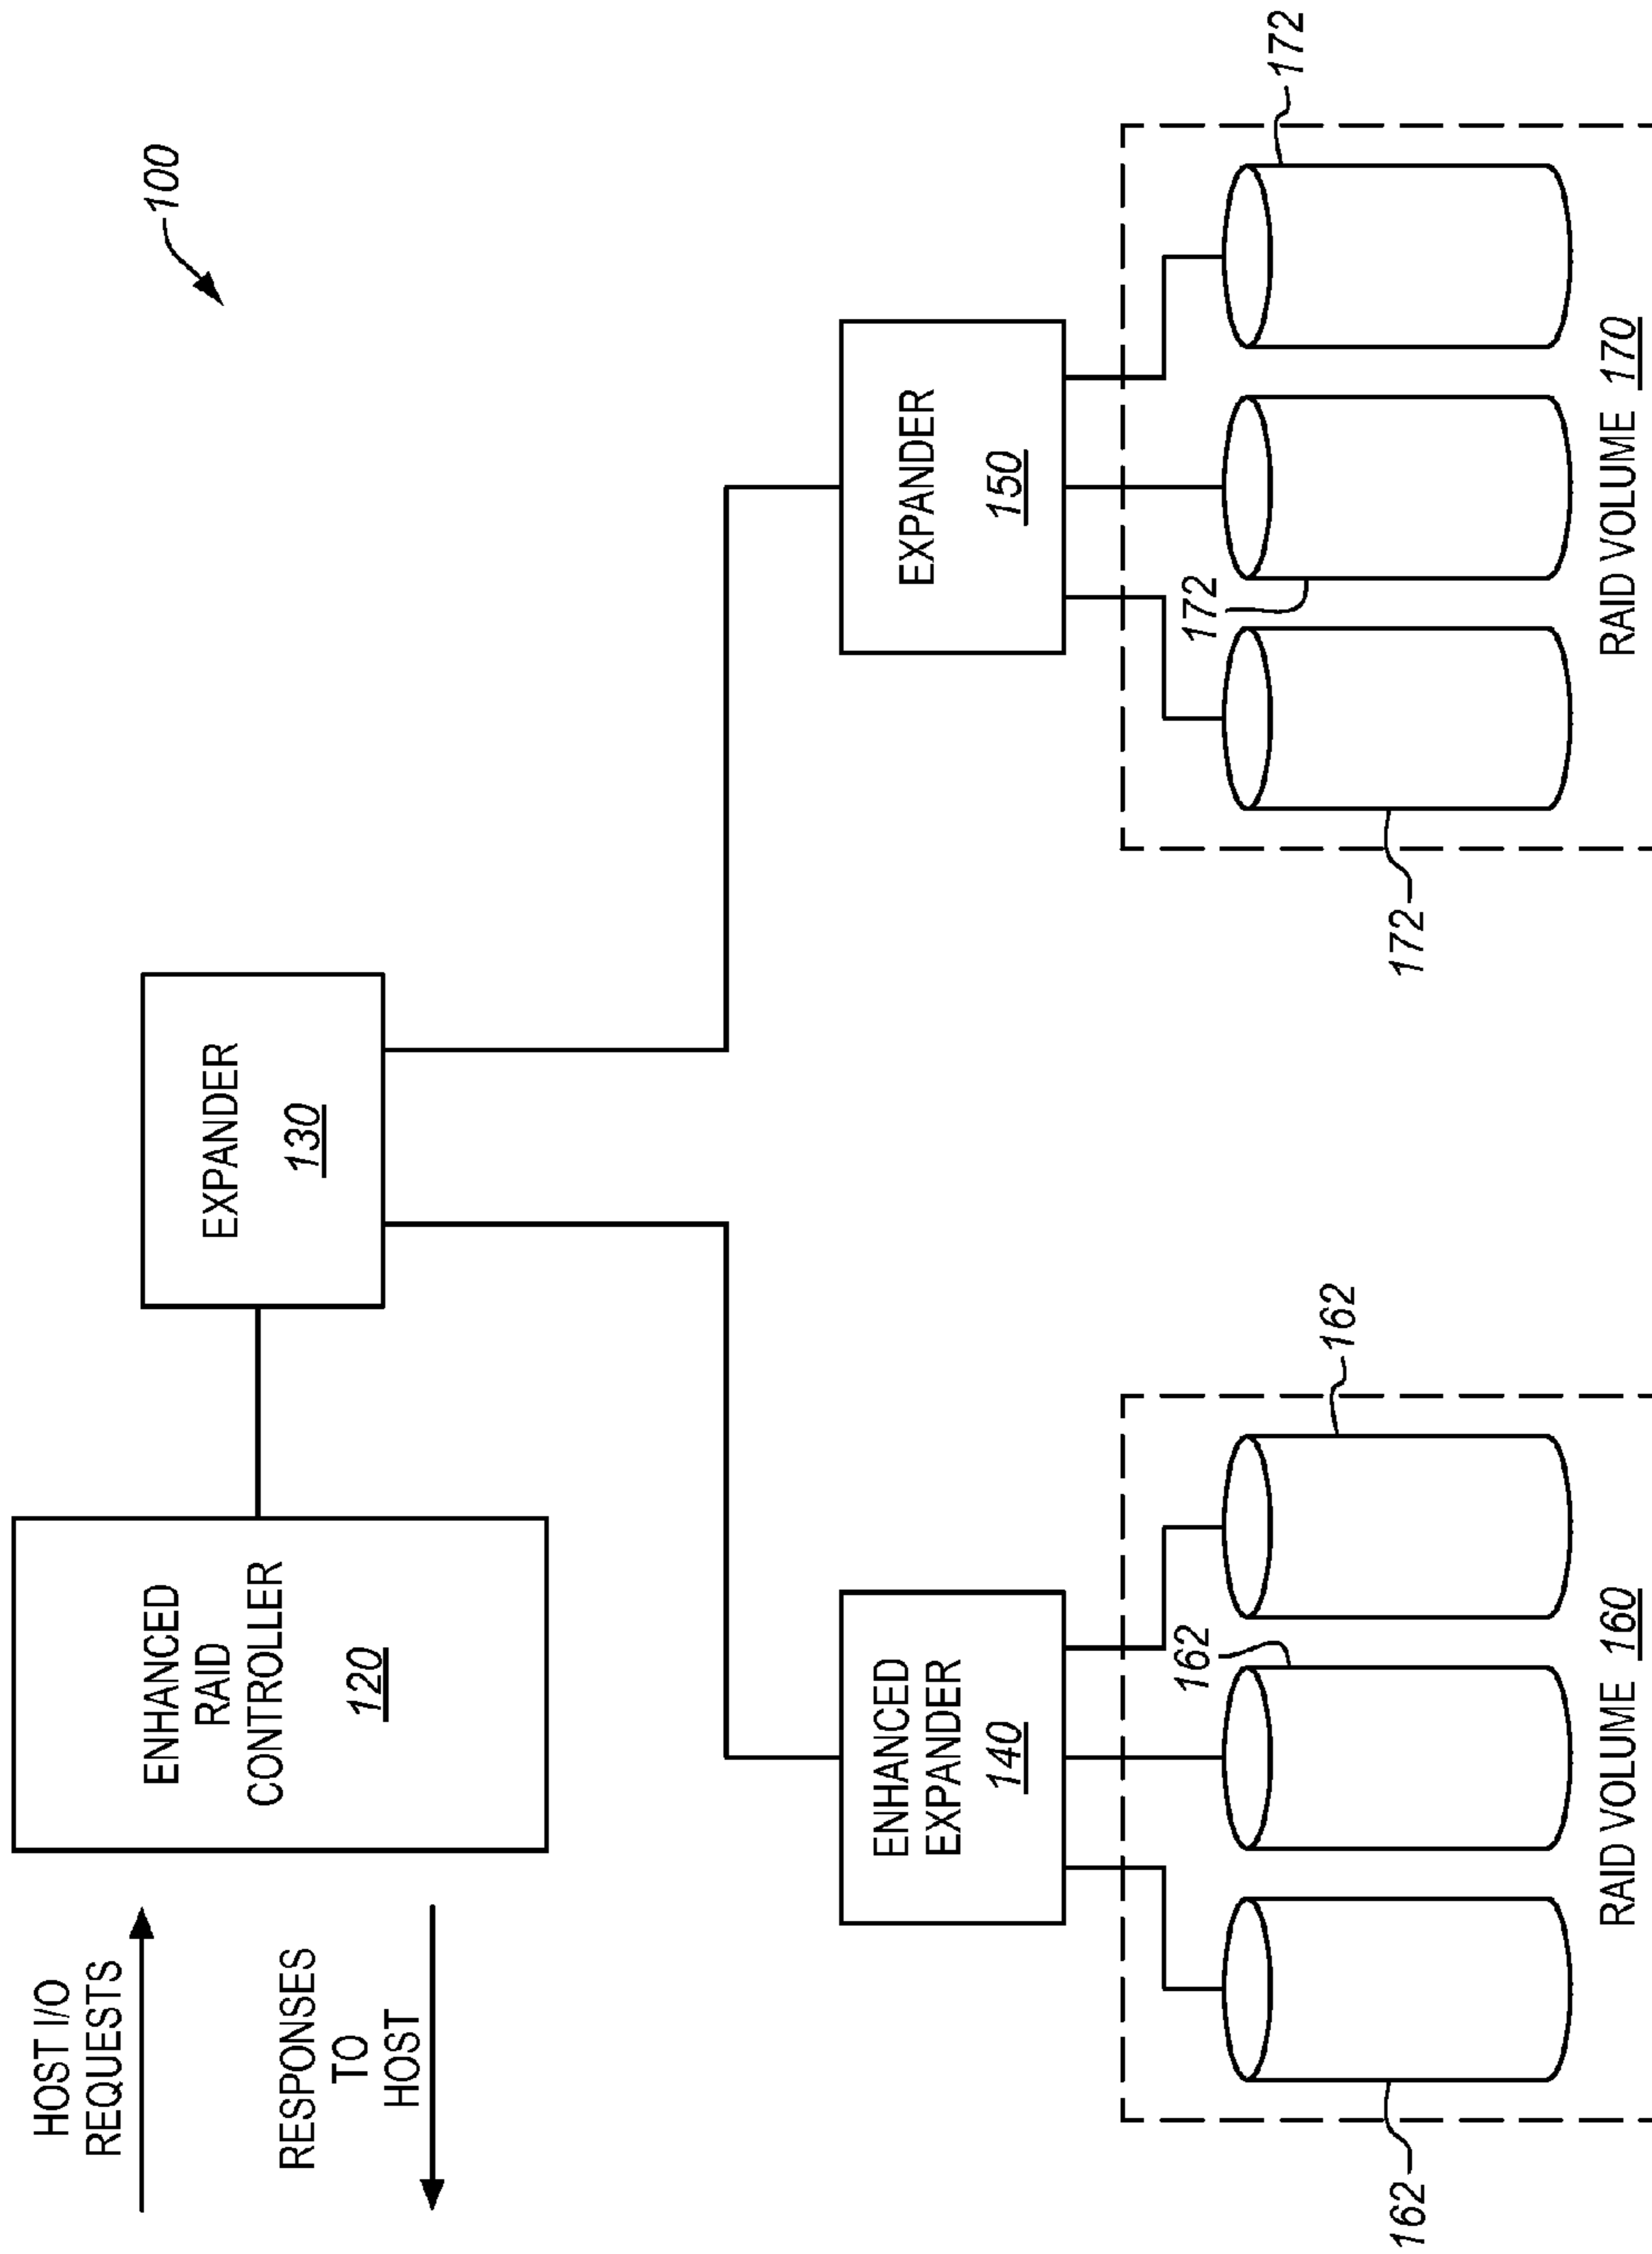 100
HOST I/O
REQUESTS
RESPONSES
TO
HOST
ENHANCED
RAID
CONTROLLER
120
EXPANDER
130
ENHANCED
EXPANDER
140
EXPANDER
150
162
162
162
RAID VOLUME 160
172
172
172
RAID VOLUME 170